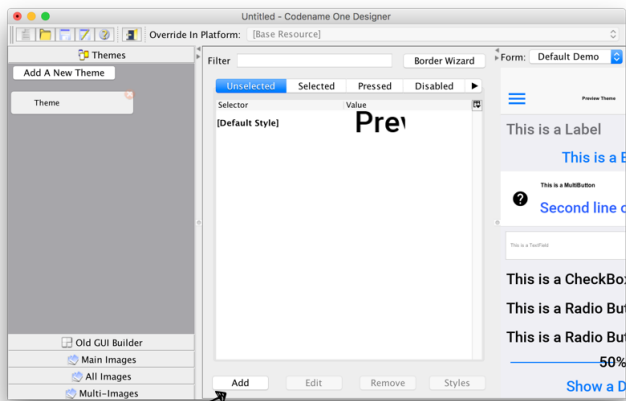 Untitled - Codename One Designer
Override In Platform: [Base Resource]
Themes
Add A New Theme
Theme
Old GUI Builder
Main Images
All Images
Multi-Images
Filter
Border Wizard
Unselected Selected Pressed Disabled
Selector Value
[Default Style] Prev
Add Edit Remove Styles
Form: Default Demo
Preview Theme
This is a Label
This is a B
This is a MultiButton
Second line o
This is a TextField
This is a CheckBox
This is a Radio But
This is a Radio But
50%
Show a D